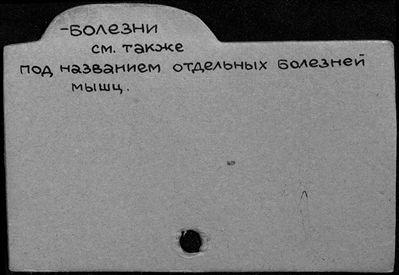 -Болезни
см. также
под названием отдельных болезней
мышц.